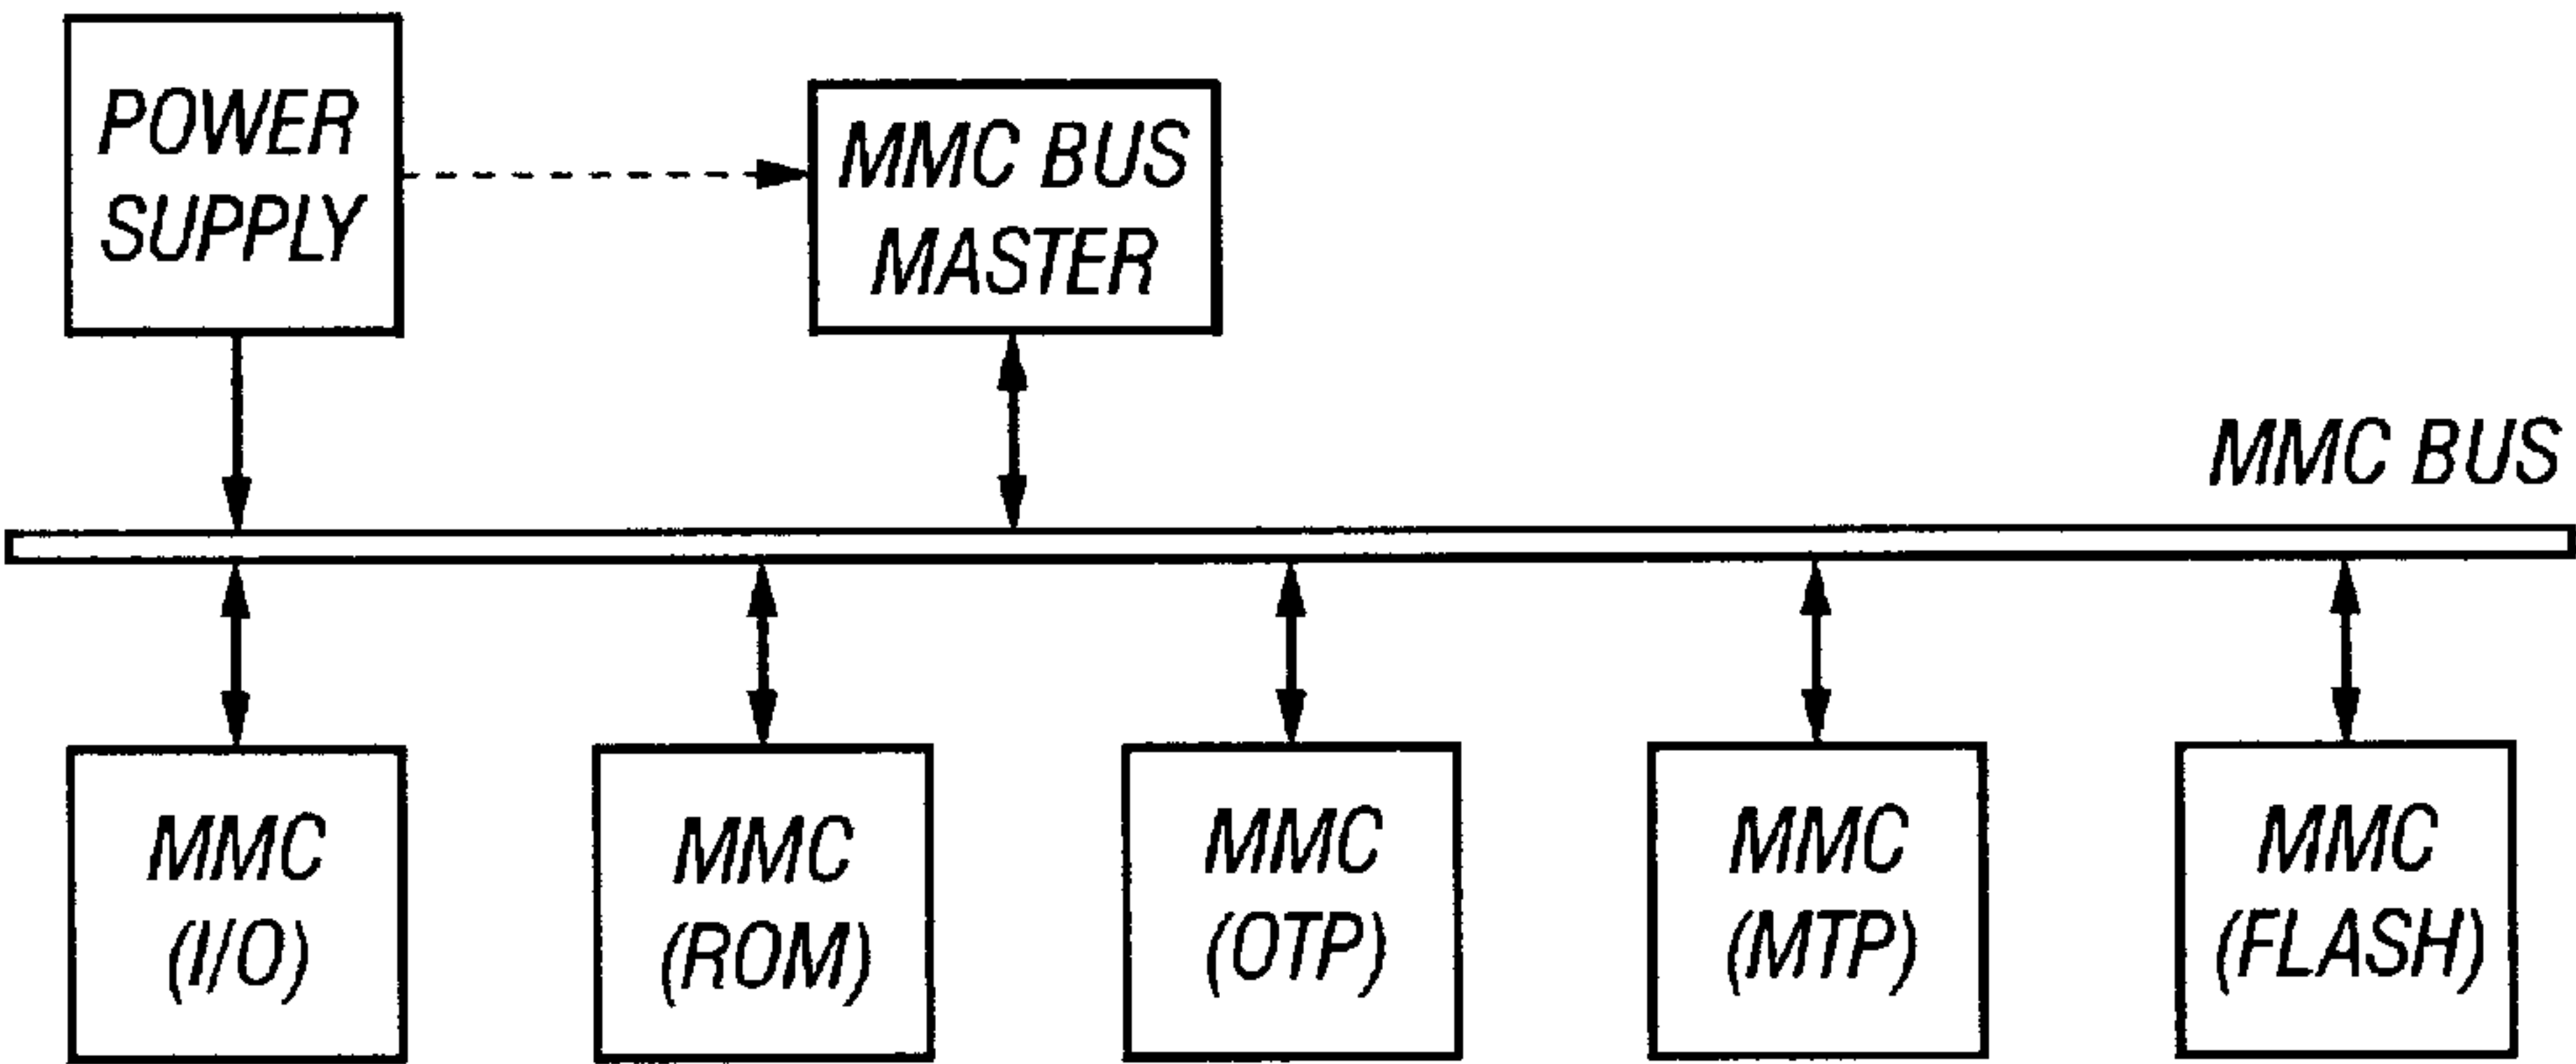 POWER
SUPPLY
MMC BUS
MASTER
MMC BUS
MMC
(I/O)
MMC
(ROM)
MMC
(OTP)
MMC
(MTP)
MMC
(FLASH)